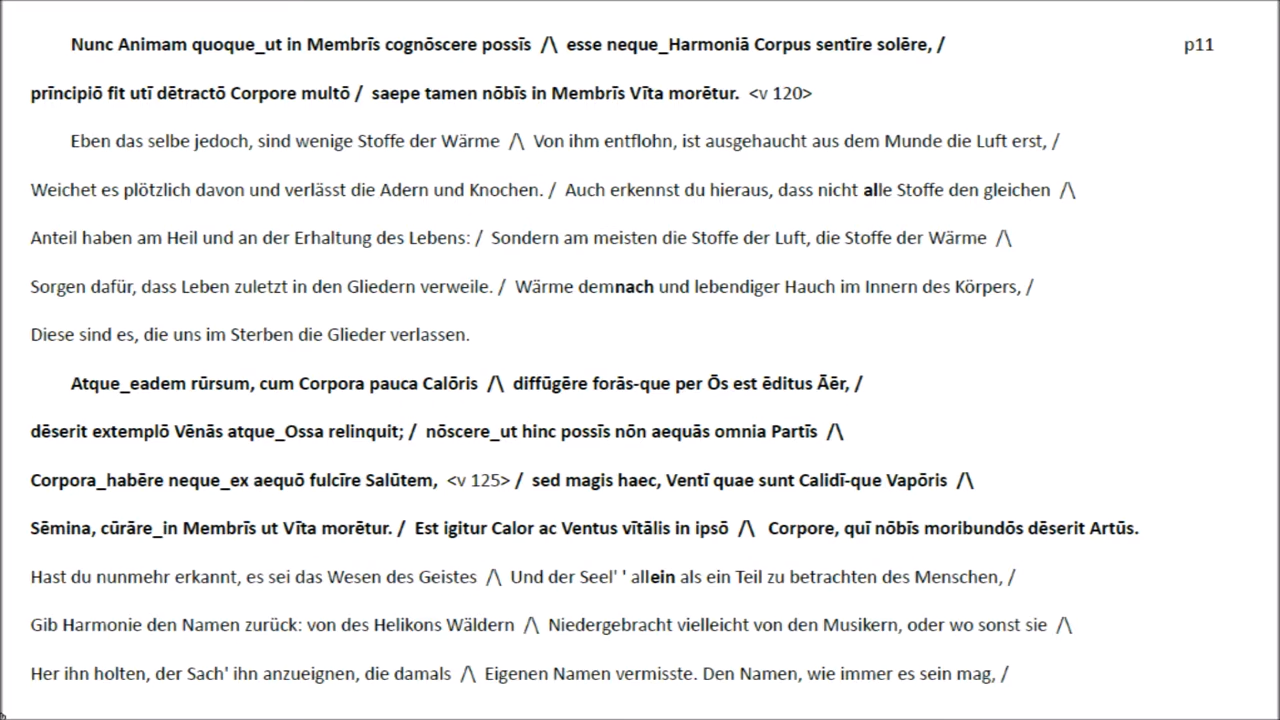 Nunc Animam quoque_ut in Membrīs cognōscere possīs /\ esse neque_Harmoniā Corpus sentīre solēre, / p11
prīncipiō fit utī dētractō Corpore multō / saepe tamen nōbīs in Membrīs Vīta morētur. <v 120>
Eben das selbe jedoch, sind wenige Stoffe der Wärme /\ Von ihm entflohn, ist ausgehaucht aus dem Munde die Luft erst, /
Weichet es plötzlich davon und verlässt die Adern und Knochen. / Auch erkennst du hieraus, dass nicht alle Stoffe den gleichen /\
Anteil haben am Heil und an der Erhaltung des Lebens: / Sondern am meisten die Stoffe der Luft, die Stoffe der Wärme /\
Sorgen dafür, dass Leben zuletzt in den Gliedern verweile. / Wärme demnach und lebendiger Hauch im Innern des Körpers, /
Diese sind es, die uns im Sterben die Glieder verlassen.
Atque_eadem rūrsum, cum Corpora pauca Calōris /\ diffūgēre forās-que per Ōs est ēditus Āēr, /
dēserit extemplō Vēnās atque_Ossa relinquit; / nōscere_ut hinc possīs nōn aequās omnia Partīs /\
Corpora_habēre neque_ex aequō fulcīre Salūtem, <v 125> / sed magis haec, Ventī quae sunt Calidī-que Vapōris /\
Sēmina, cūrāre_in Membrīs ut Vīta morētur. / Est igitur Calor ac Ventus vītālis in ipsō /\ Corpore, quī nōbīs moribundōs dēserit Artūs.
Hast du nunmehr erkannt, es sei das Wesen des Geistes /\ Und der Seel' ' allein als ein Teil zu betrachten des Menschen, /
Gib Harmonie den Namen zurück: von des Helikons Wäldern /\ Niedergebracht vielleicht von den Musikern, oder wo sonst sie /\
Her ihn holten, der Sach' ihn anzueignen, die damals /\ Eigenen Namen vermisste. Den Namen, wie immer es sein mag, /